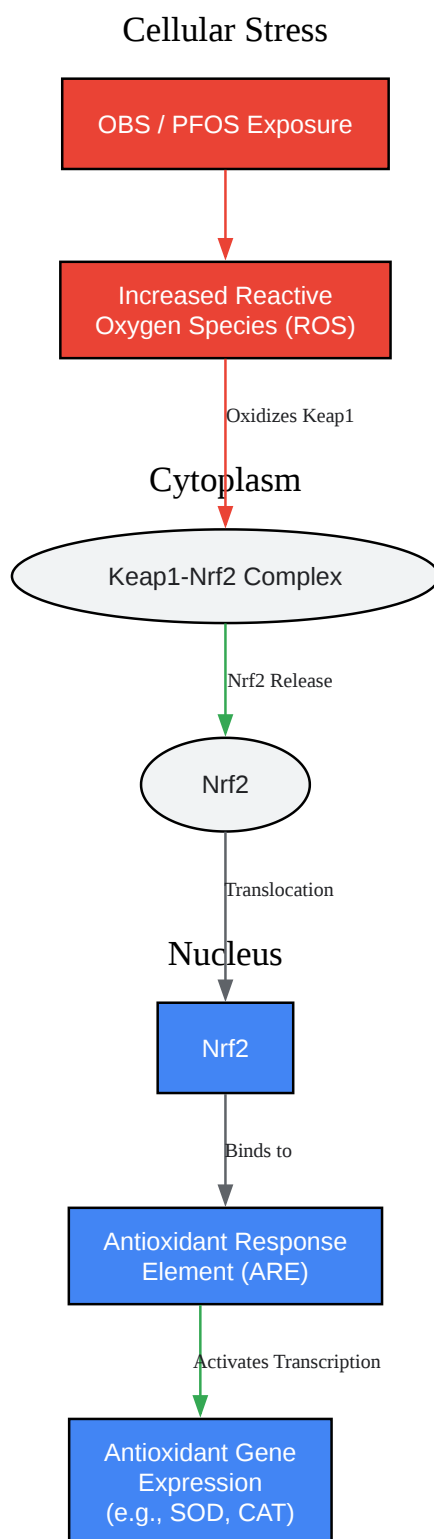 Cellular Stress
OBS / PFOS Exposure
Increased Reactive
Oxygen Species (ROS)
Oxidizes Keap1
Cytoplasm
Keap1-Nrf2 Complex
Nrf2 Release
Nrf2
Translocation
Nucleus
Nrf2
Binds to
Antioxidant Response
Element (ARE)
Activates Transcription
Antioxidant Gene
Expression
(e.g., SOD, CAT)